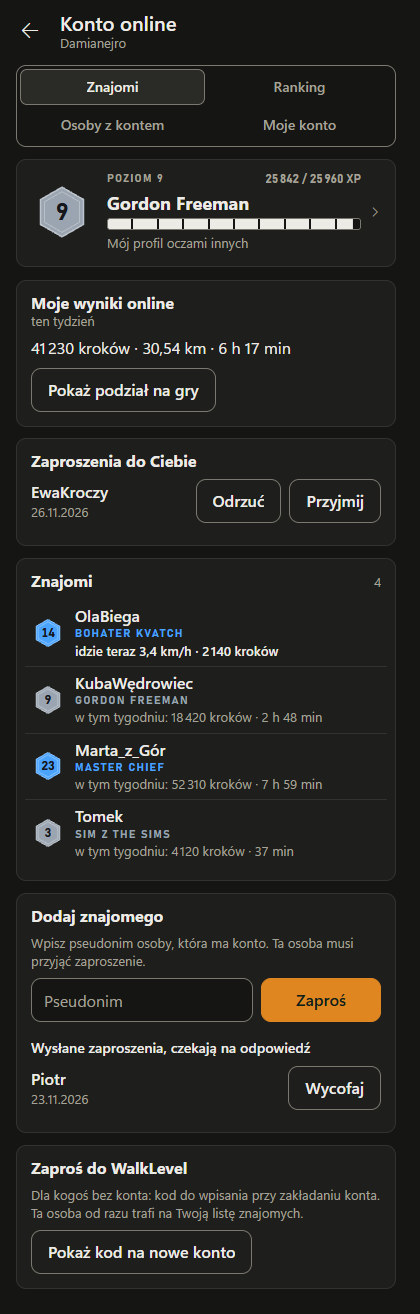 Konto online
Damianejro
Znajomi
Ranking
Osoby z kontem
Moje konto
POZIOM 9
25 842 / 25 960 XP
9
Gordon Freeman
Mój profil oczami innych
Moje wyniki online
ten tydzień
41 230 kroków · 30,54 km · 6 h 17 min
Pokaż podział na gry
Zaproszenia do Ciebie
EwaKroczy
26.11.2026
Odrzuć
Przyjmij
Znajomi
4
14
OlaBiega
BOHATER KVATCH
idzie teraz 3,4 km/h · 2140 kroków
9
KubaWędrowiec
GORDON FREEMAN
w tym tygodniu: 18 420 kroków · 2 h 48 min
23
Marta_z_Gór
MASTER CHIEF
w tym tygodniu: 52 310 kroków · 7 h 59 min
3
Tomek
SIM Z THE SIMS
w tym tygodniu: 4120 kroków · 37 min
Dodaj znajomego
Wpisz pseudonim osoby, która ma konto. Ta osoba musi
przyjąć zaproszenie.
Pseudonim
Zaproś
Wysłane zaproszenia, czekają na odpowiedź
Piotr
23.11.2026
Wycofaj
Zaproś do WalkLevel
Dla kogoś bez konta: kod do wpisania przy zakładaniu konta.
Ta osoba od razu trafi na Twoją listę znajomych.
Pokaż kod na nowe konto